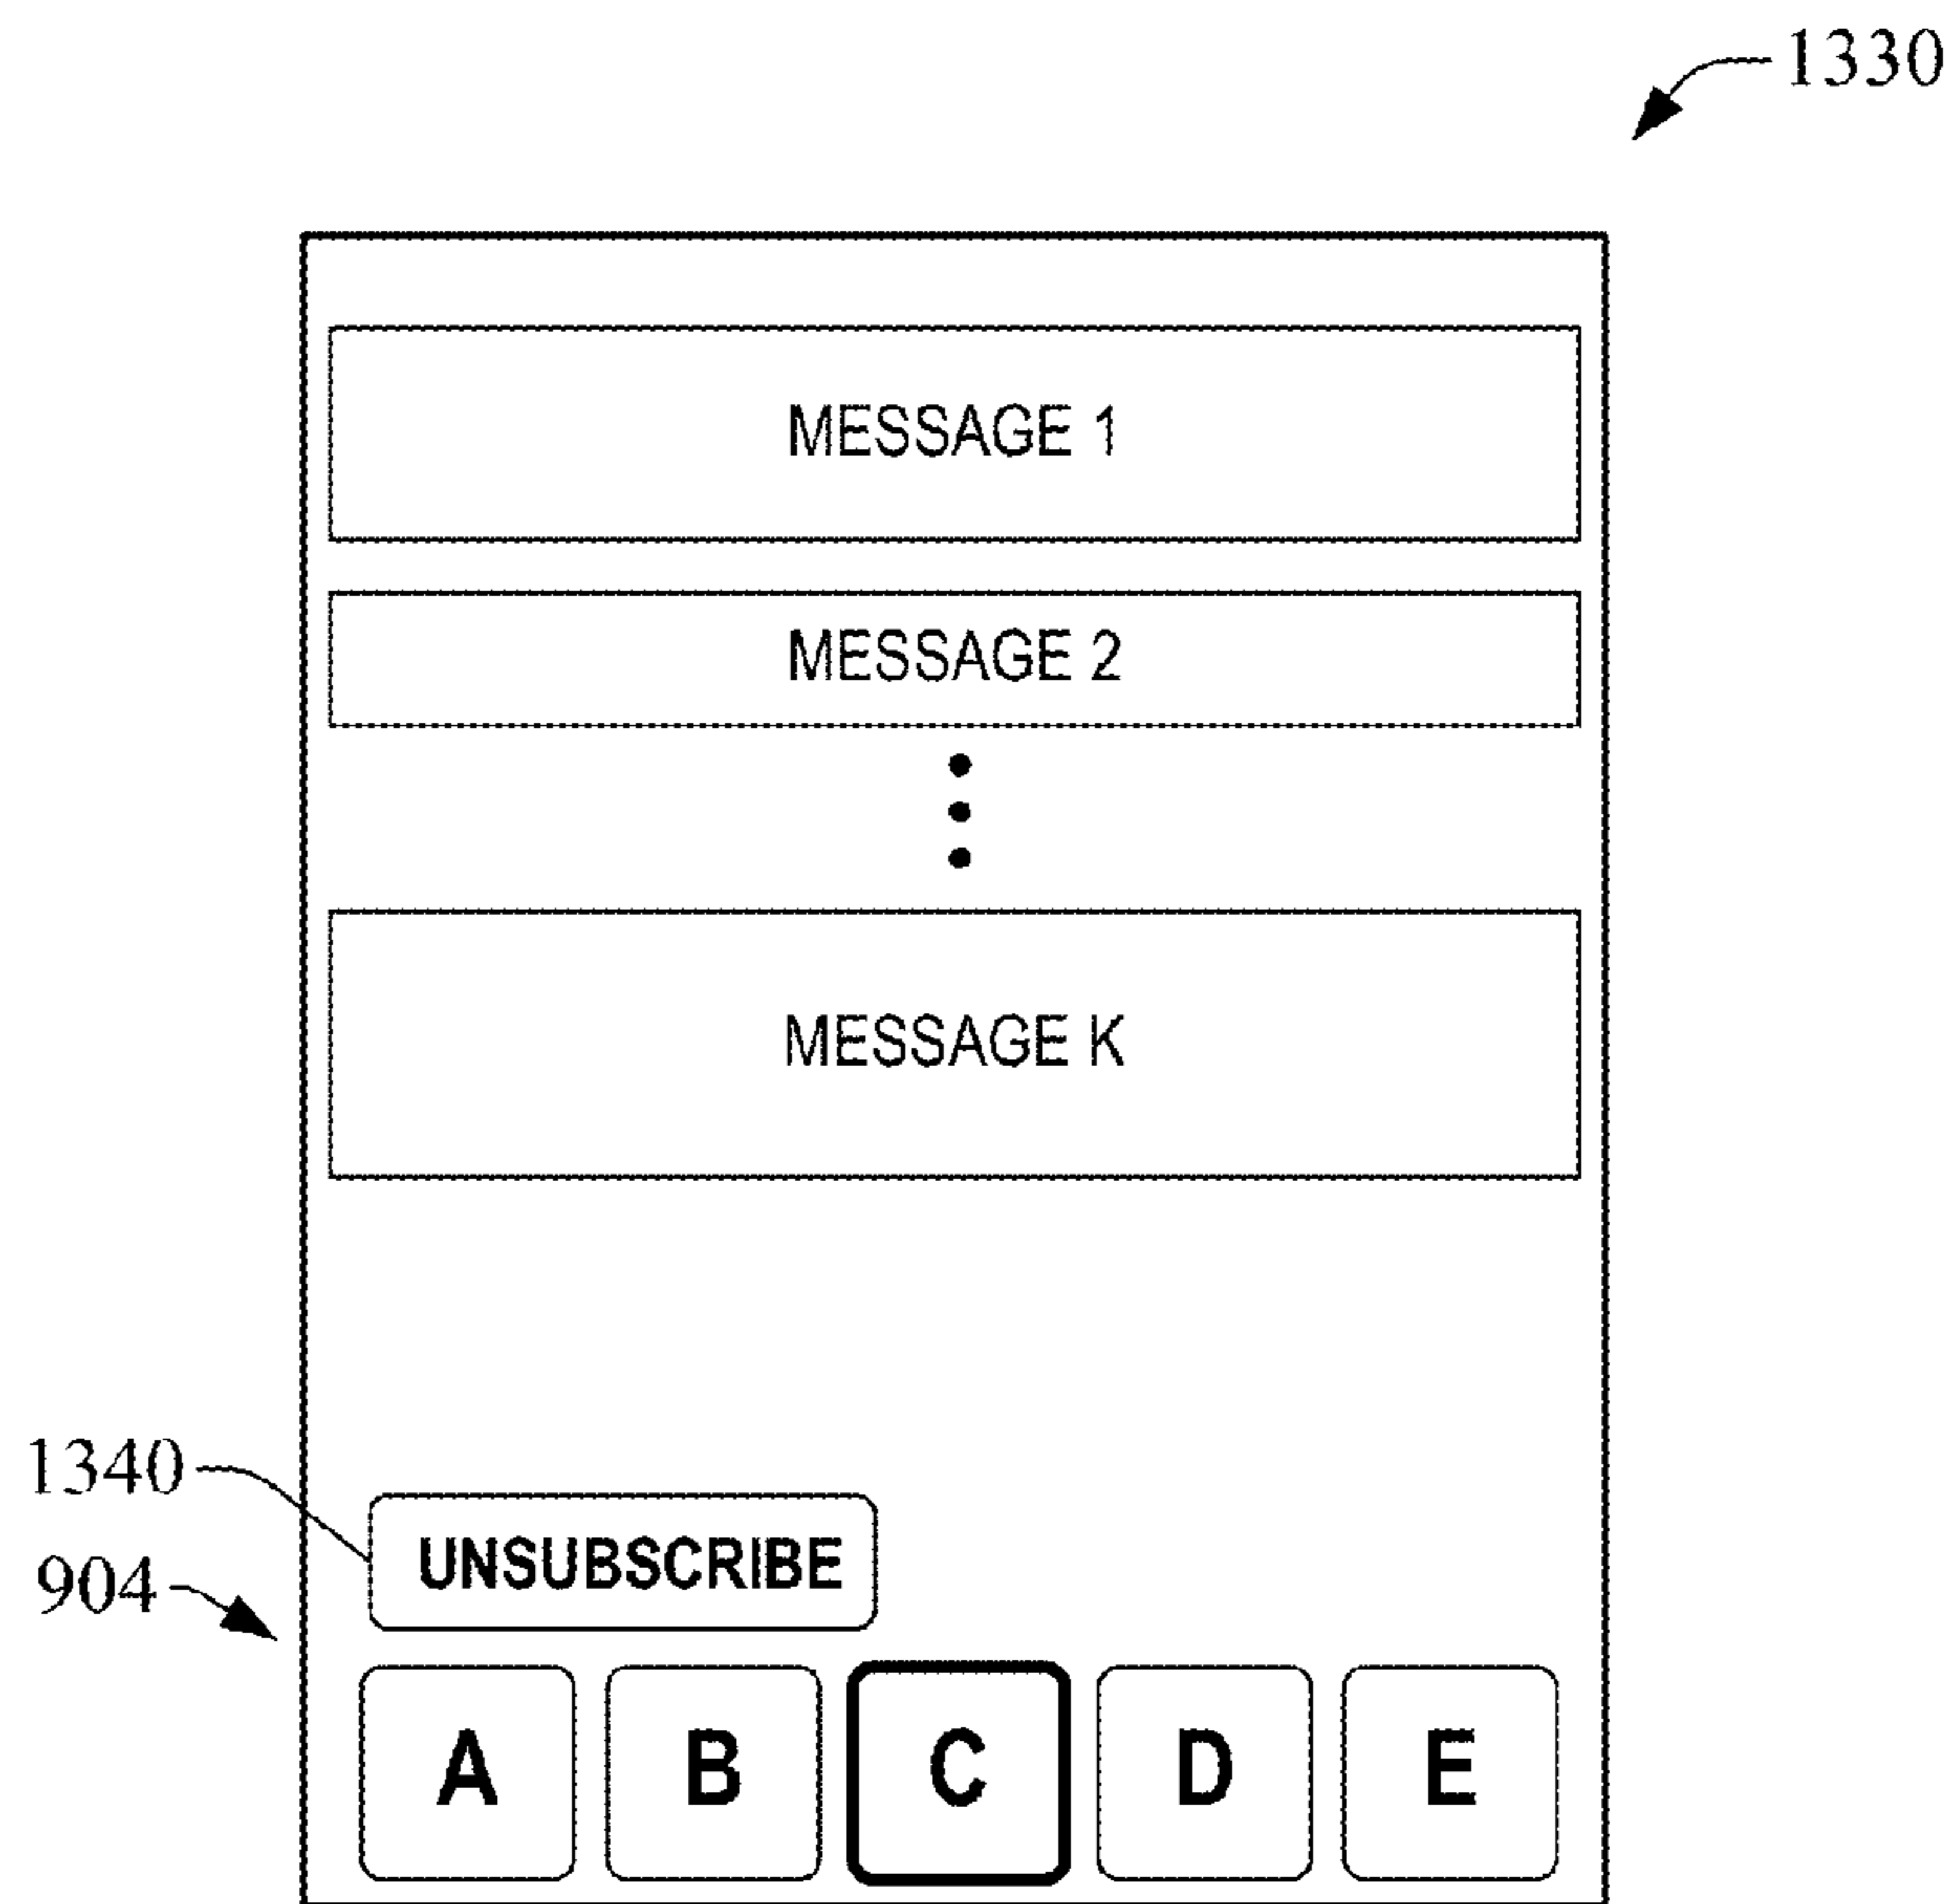 1330
MESSAGE 1
MESSAGE 2
MESSAGE K
1340
UNSUBSCRIBE
904
A B C D E